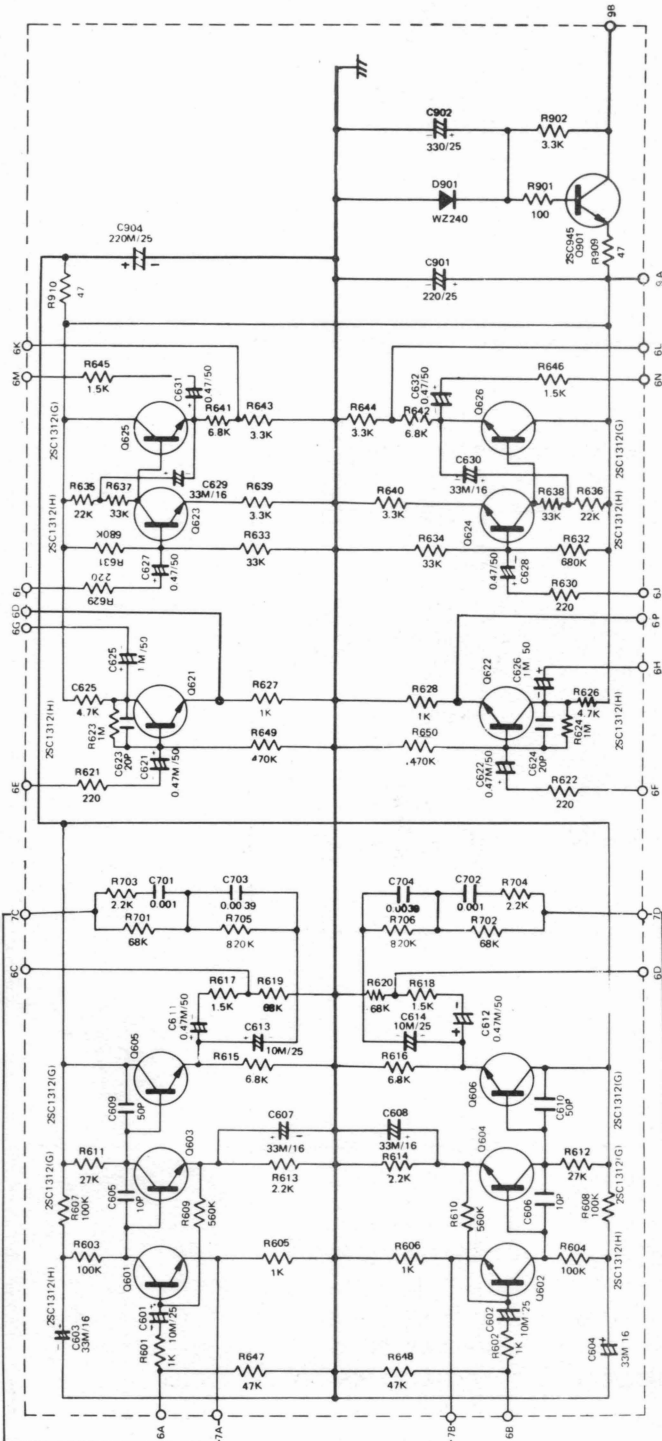 9B
C902
330/25
R902
3.3K
D901
WZ240
R901
100
2SC945
Q901
R909
47
C904
220M/25
C901
220/25
R910
47
9A
6K
6L
6M
R645
1.5K
C631
0.47/50
C632
0.47/50
R646
1.5K
6N
R641
6.8K
R643
3.3K
R644
3.3K
R642
6.8K
Q626
2SC1312(G)
Q625
2SC1312(G)
C630
33M/16
R635
22K
R637
33K
C629
33M/16
R639
3.3K
R640
3.3K
R638
33K
R636
22K
2SC1312(H)
Q623
Q624
2SC1312(H)
R631
680K
R633
33K
R634
33K
R632
680K
C627
0.47/50
C628
0.47/50
6I
R629
220
R630
220
6J
6D
6P
6G
C625
1M/50
C626
1M 50
6H
C625
4.7K
Q621
R627
1K
R628
1K
Q622
R626
4.7K
2SC1312(H)
R623
1M
C623
20P
R624
1M
C624
20P
2SC1312(H)
C621
0.47M/50
R649
470K
R650
.470K
C622
0.47M/50
6E
R621
220
R622
220
6F
R703
2.2K
C701
0.001
C703
0.0039
C704
0.0039
C702
0.001
R704
2.2K
7C
R701
68K
R705
820K
R706
820K
R702
68K
7D
6C
6D
R617
1.5K
R619
68K
R620
68K
R618
1.5K
C611
0.47M/50
C613
10M/25
C614
10M/25
C612
0.47M/50
2SC1312(G)
Q605
R615
6.8K
R616
6.8K
Q606
2SC1312(G)
C609
50P
C610
50P
C607
33M/16
C608
33M/16
2SC1312(G)
R611
27K
Q603
R613
2.2K
R614
2.2K
Q604
R612
27K
2SC1312(G)
R607
100K
C605
10P
R609
560K
R610
560K
C606
10P
R608
100K
R603
100K
R605
1K
R606
1K
R604
100K
2SC1312(H)
Q601
Q602
2SC1312(H)
C603
33M/16
C601
10M/25
C602
10M 25
C604
33M 16
R601
1K
R602
1K
R647
47K
R648
47K
6A
7A
7B
6B